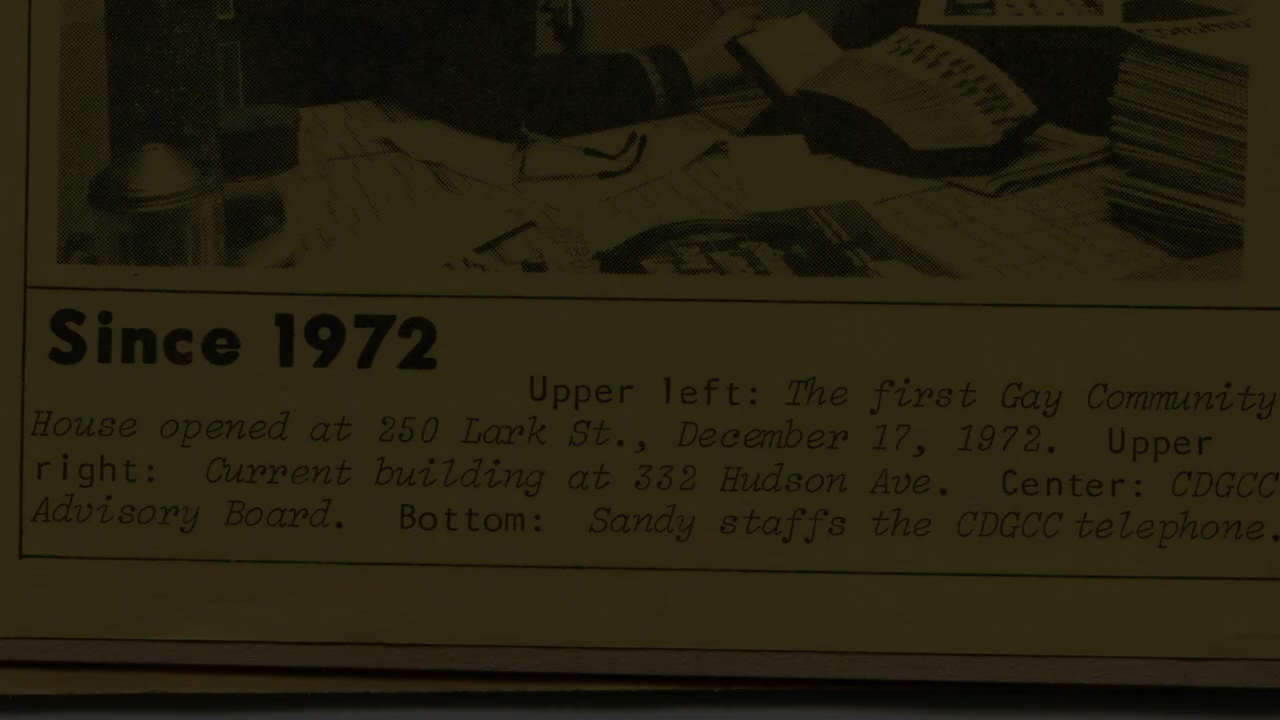 Since 1972
Upper left: The first Gay Community
House opened at 250 Lark St., December 17, 1972. Upper
right: Current building at 332 Hudson Ave. Center: CDGCC
Advisory Board. Bottom: Sandy staffs the CDGCC telephone.